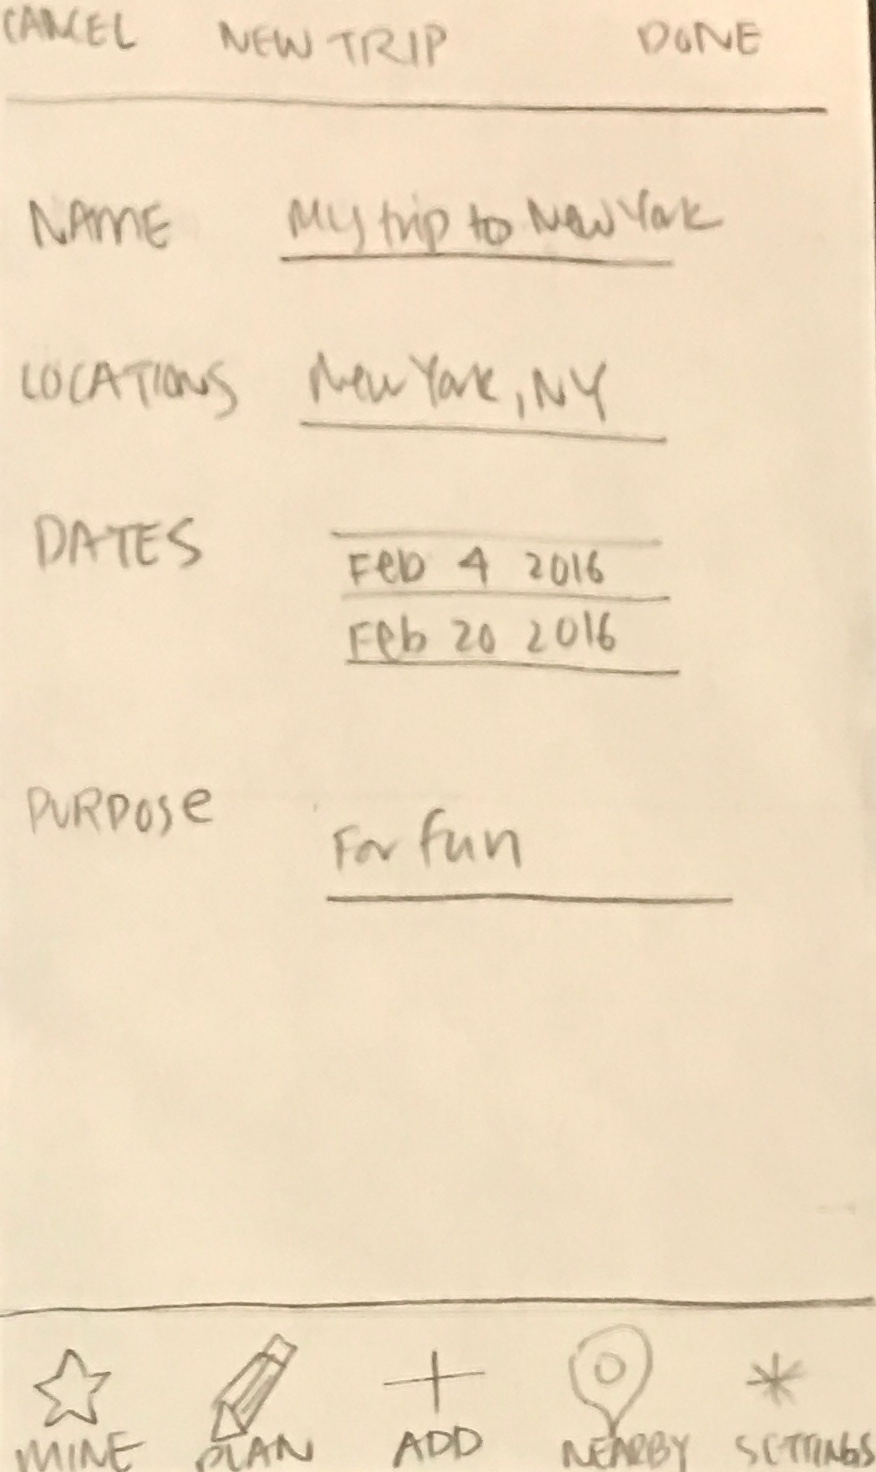 CANCEL NEW TRIP DONE
NAME My trip to New York
LOCATIONS New York, NY
DATES Feb 4 2016
Feb 20 2016
PURPOSe
For fun
MINE PLAN ADD NEARBY SETTINGS